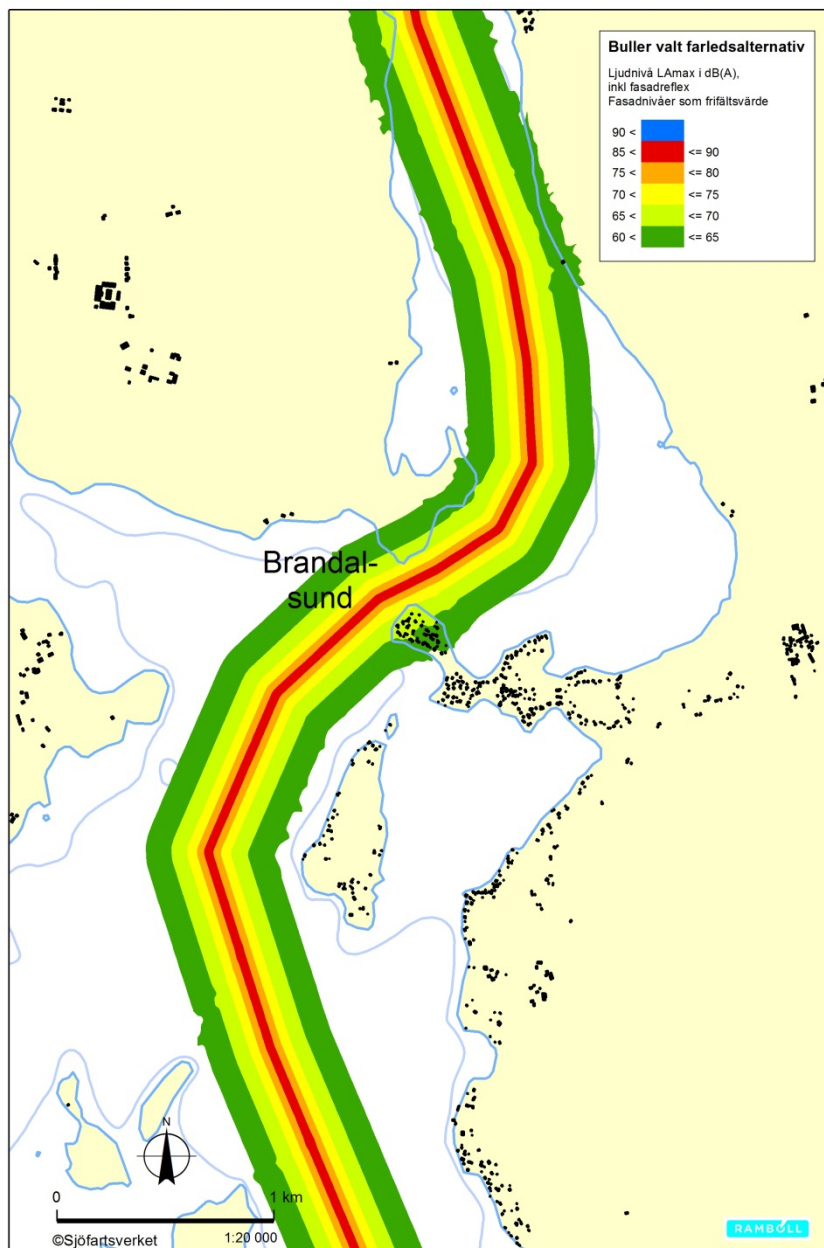 Buller valt farledsalternativ
Ljudnivå LAmax i dB(A),
inkl fasadreflex
Fasadnivåer som frifältsvärde
90 <
85 < <= 90
75 < <= 80
70 < <= 75
65 < <= 70
60 < <= 65
Brandal-
sund
N
0 1 km
©Sjöfartsverket 1:20 000
RAMBOLL